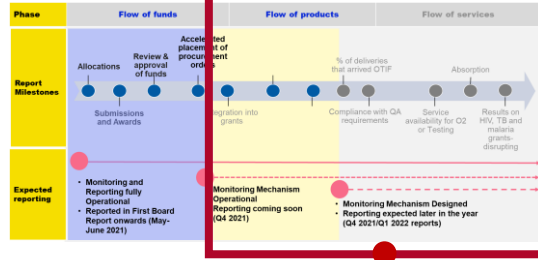 Phase
Flow of funds
Flow of products
Flow of services
Report
Milestones
Allocations
Review &
approval
of funds
Accelerated
placement of
procurement
orders
% of deliveries
that arrived OTIF
Absorption
Submissions
and Awards
into
grants
Compliance with QA
requirements
Service
availability for O2
or Testing
Results on
HIV, TB and
malaria
grants-
disrupting
Expected
reporting
• Monitoring and
Reporting fully
Operational
• Reported in First Board
Report onwards (May-
June 2021)
Monitoring Mechanism
Operational
Reporting coming soon
(Q4 2021)
• Monitoring Mechanism Designed
• Reporting expected later in the year
(Q4 2021/Q1 2022 reports)